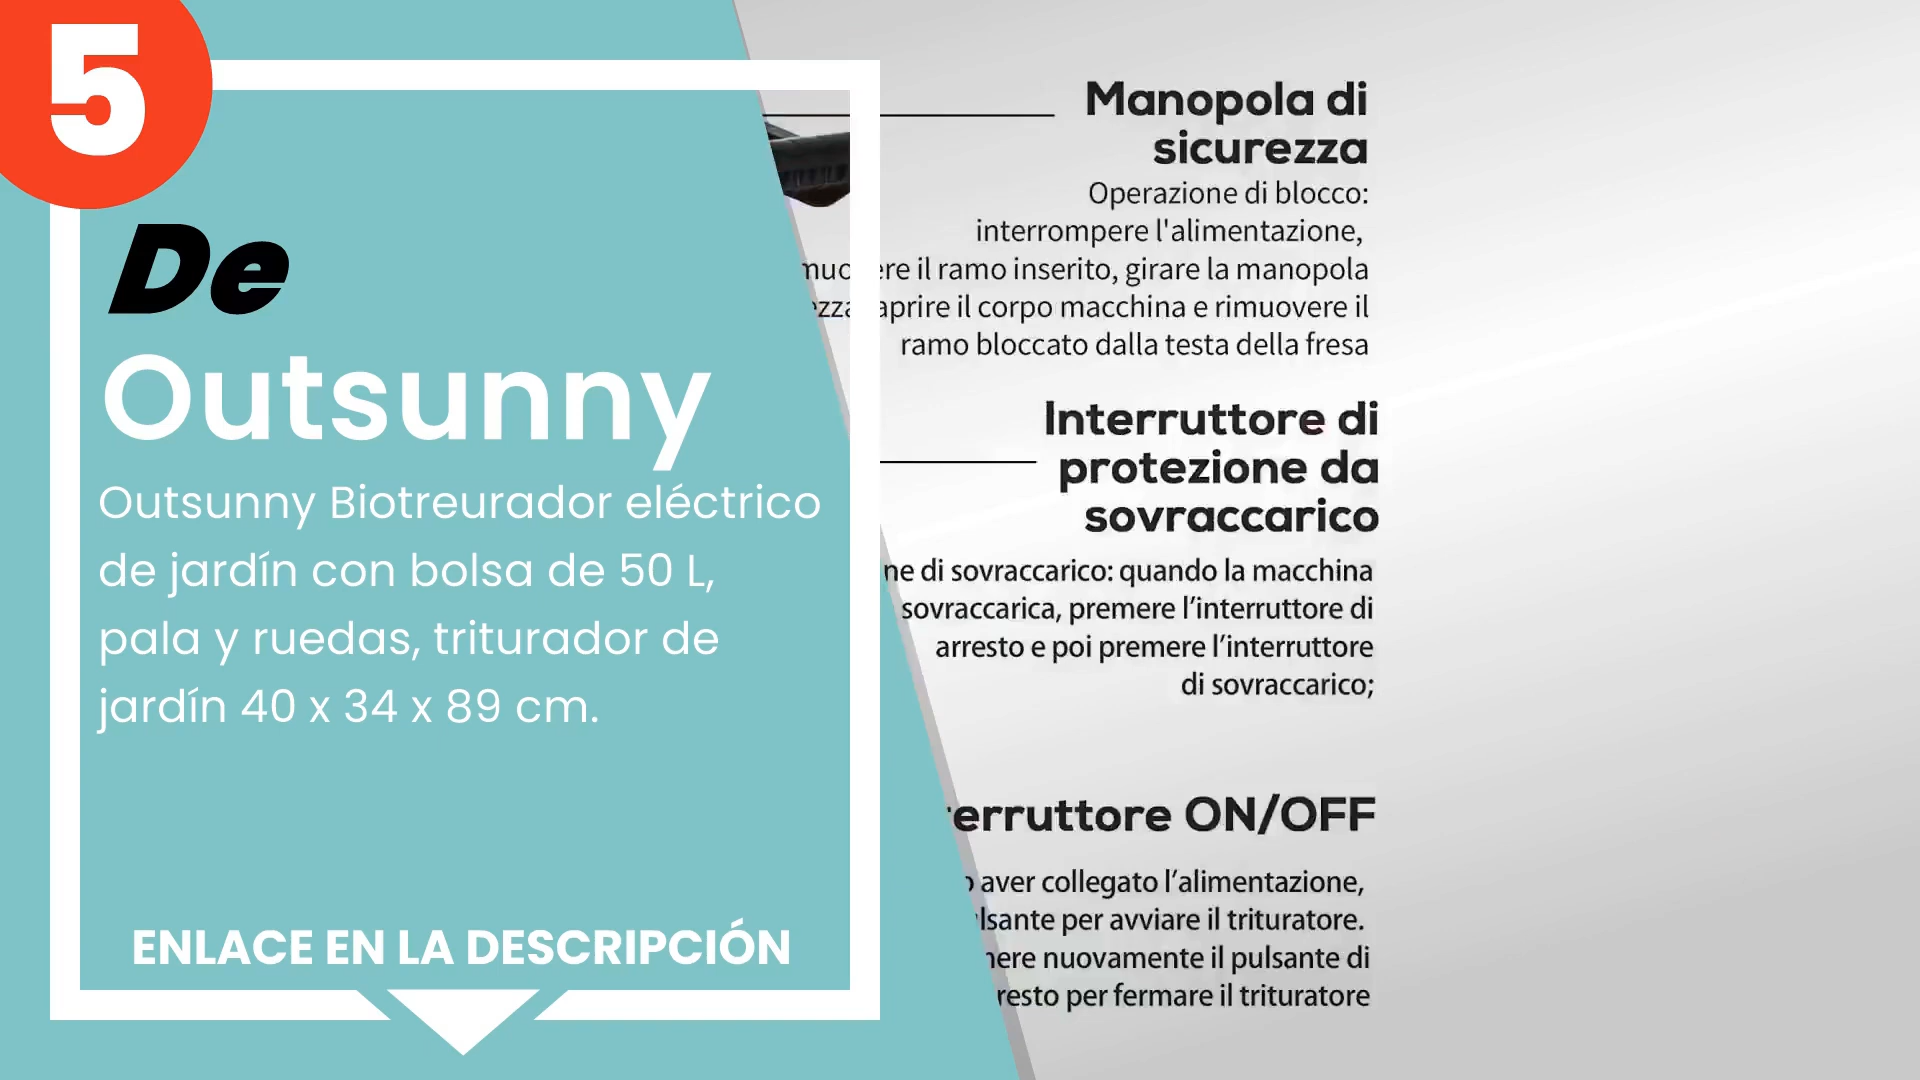 5
De
Outsunny
Outsunny Biotreurador eléctrico
de jardín con bolsa de 50 L,
pala y ruedas, triturador de
jardín 40 x 34 x 89 cm.
ENLACE EN LA DESCRIPCIÓN
Manopola di
sicurezza
Operazione di blocco:
interrompere l'alimentazione,
il ramo inserito, girare la manopola
aprire il corpo macchina e rimuovere il
ramo bloccato dalla testa della fresa
Interruttore di
protezione da
sovraccarico
di sovraccarico: quando la macchina
sovraccarica, premere l’interruttore di
arresto e poi premere l’interruttore
di sovraccarico;
erruttore ON/OFF
aver collegato l’alimentazione,
lsante per avviare il trituratore.
nuovamente il pulsante di
resto per fermare il trituratore